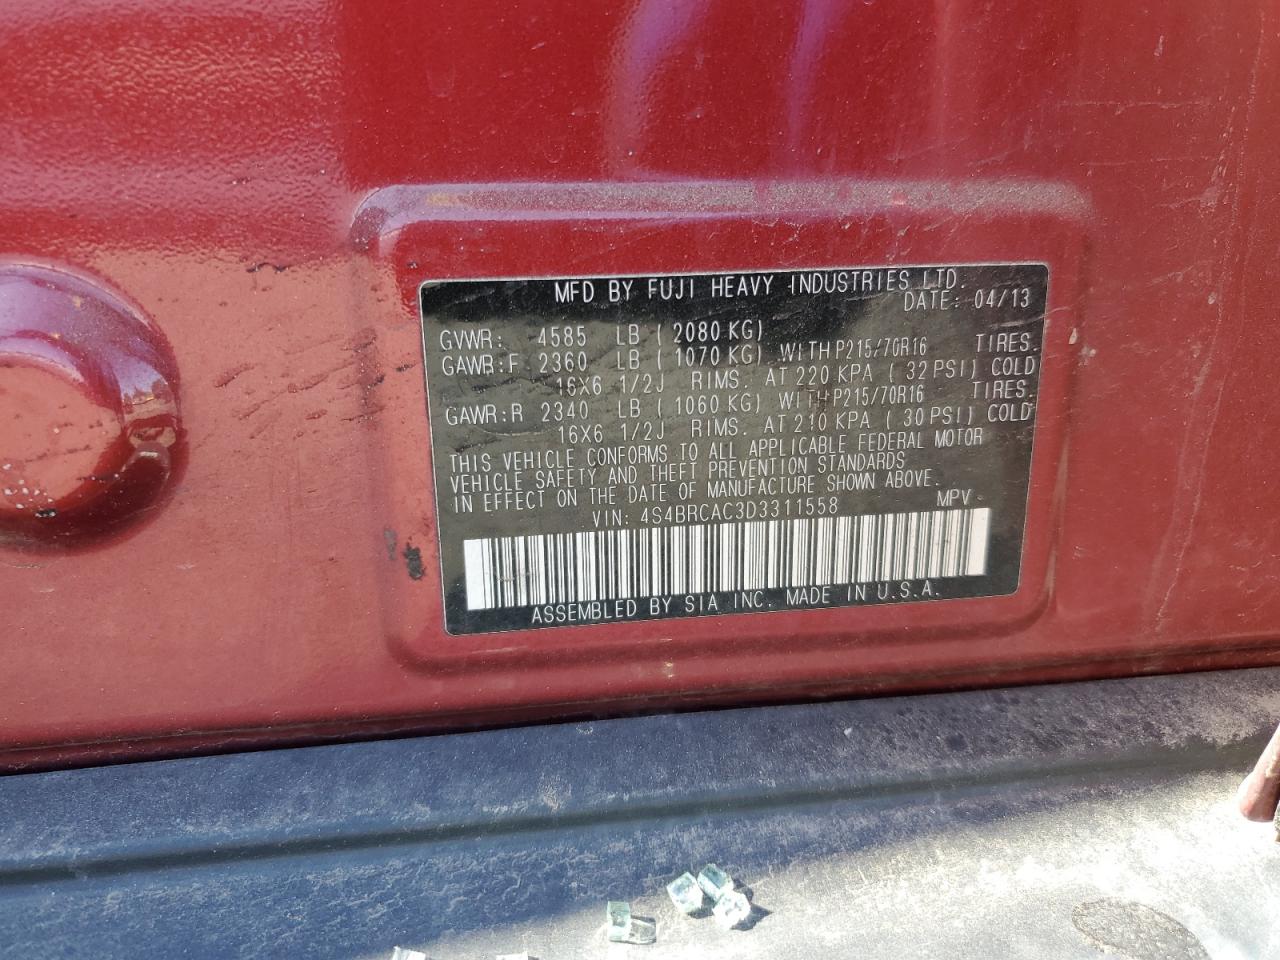 MFD BY FUJI HEAVY INDUSTRIES LTD.
DATE: 04/13
GVWR: 4585 LB (2080 KG)
GAWR:F 2360 LB (1070 KG) WITH P215/70R16 TIRES.
16X6 1/2J RIMS. AT 220 KPA (32 PSI) COLD
GAWR:R 2340 LB (1060 KG) WITH P215/70R16 TIRES.
16X6 1/2J RIMS. AT 210 KPA (30 PSI) COLD
THIS VEHICLE CONFORMS TO ALL APPLICABLE FEDERAL MOTOR
VEHICLE SAFETY AND THEFT PREVENTION STANDARDS
IN EFFECT ON THE DATE OF MANUFACTURE SHOWN ABOVE.
VIN: 4S4BRCAC3D3311558 MPV
ASSEMBLED BY SIA INC. MADE IN U.S.A.